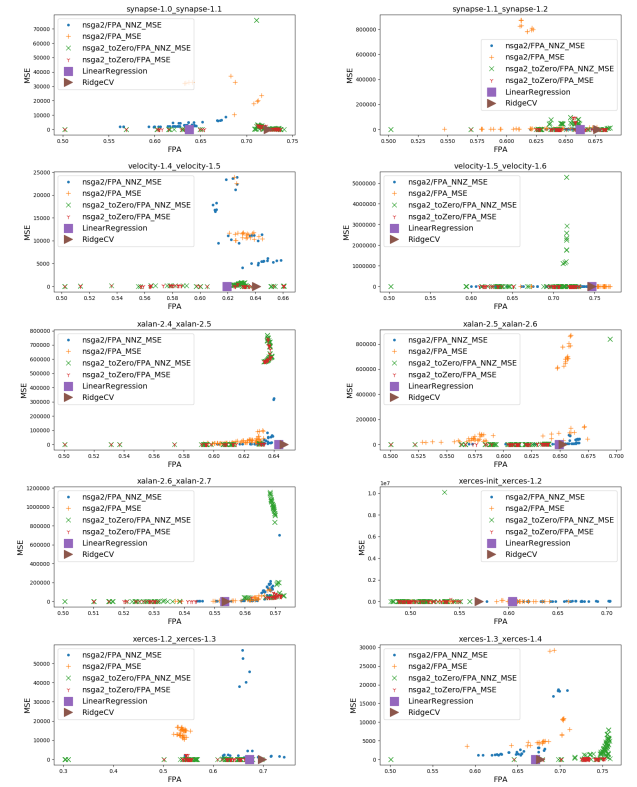 synapse-1.0_synapse-1.1
MSE
70000
60000
50000
40000
30000
20000
10000
0
nsga2/FPA_NNZ_MSE
nsga2/FPA_MSE
nsga2_toZero/FPA_NNZ_MSE
nsga2_toZero/FPA_MSE
LinearRegression
RidgeCV
0.50 0.55 0.60 0.65 0.70 0.75
FPA
synapse-1.1_synapse-1.2
MSE
800000
600000
400000
200000
0
nsga2/FPA_NNZ_MSE
nsga2/FPA_MSE
nsga2_toZero/FPA_NNZ_MSE
nsga2_toZero/FPA_MSE
LinearRegression
RidgeCV
0.500 0.525 0.550 0.575 0.600 0.625 0.650 0.675
FPA
velocity-1.4_velocity-1.5
MSE
25000
20000
15000
10000
5000
0
nsga2/FPA_NNZ_MSE
nsga2/FPA_MSE
nsga2_toZero/FPA_NNZ_MSE
nsga2_toZero/FPA_MSE
LinearRegression
RidgeCV
0.50 0.52 0.54 0.56 0.58 0.60 0.62 0.64 0.66
FPA
velocity-1.5_velocity-1.6
MSE
5000000
4000000
3000000
2000000
1000000
0
nsga2/FPA_NNZ_MSE
nsga2/FPA_MSE
nsga2_toZero/FPA_NNZ_MSE
nsga2_toZero/FPA_MSE
LinearRegression
RidgeCV
0.50 0.55 0.60 0.65 0.70 0.75
FPA
xalan-2.4_xalan-2.5
MSE
800000
700000
600000
500000
400000
300000
200000
100000
0
nsga2/FPA_NNZ_MSE
nsga2/FPA_MSE
nsga2_toZero/FPA_NNZ_MSE
nsga2_toZero/FPA_MSE
LinearRegression
RidgeCV
0.50 0.52 0.54 0.56 0.58 0.60 0.62 0.64
FPA
xalan-2.5_xalan-2.6
MSE
800000
600000
400000
200000
0
nsga2/FPA_NNZ_MSE
nsga2/FPA_MSE
nsga2_toZero/FPA_NNZ_MSE
nsga2_toZero/FPA_MSE
LinearRegression
RidgeCV
0.500 0.525 0.550 0.575 0.600 0.625 0.650 0.675 0.700
FPA
xalan-2.6_xalan-2.7
MSE
1200000
1000000
800000
600000
400000
200000
0
nsga2/FPA_NNZ_MSE
nsga2/FPA_MSE
nsga2_toZero/FPA_NNZ_MSE
nsga2_toZero/FPA_MSE
LinearRegression
RidgeCV
0.50 0.51 0.52 0.53 0.54 0.55 0.56 0.57
FPA
xerces-init_xerces-1.2
1e7
MSE
1.0
0.8
0.6
0.4
0.2
0.0
nsga2/FPA_NNZ_MSE
nsga2/FPA_MSE
nsga2_toZero/FPA_NNZ_MSE
nsga2_toZero/FPA_MSE
LinearRegression
RidgeCV
0.50 0.55 0.60 0.65 0.70
FPA
xerces-1.2_xerces-1.3
MSE
50000
40000
30000
20000
10000
0
nsga2/FPA_NNZ_MSE
nsga2/FPA_MSE
nsga2_toZero/FPA_NNZ_MSE
nsga2_toZero/FPA_MSE
LinearRegression
RidgeCV
0.3 0.4 0.5 0.6 0.7
FPA
xerces-1.3_xerces-1.4
MSE
30000
25000
20000
15000
10000
5000
0
nsga2/FPA_NNZ_MSE
nsga2/FPA_MSE
nsga2_toZero/FPA_NNZ_MSE
nsga2_toZero/FPA_MSE
LinearRegression
RidgeCV
0.50 0.55 0.60 0.65 0.70 0.75
FPA